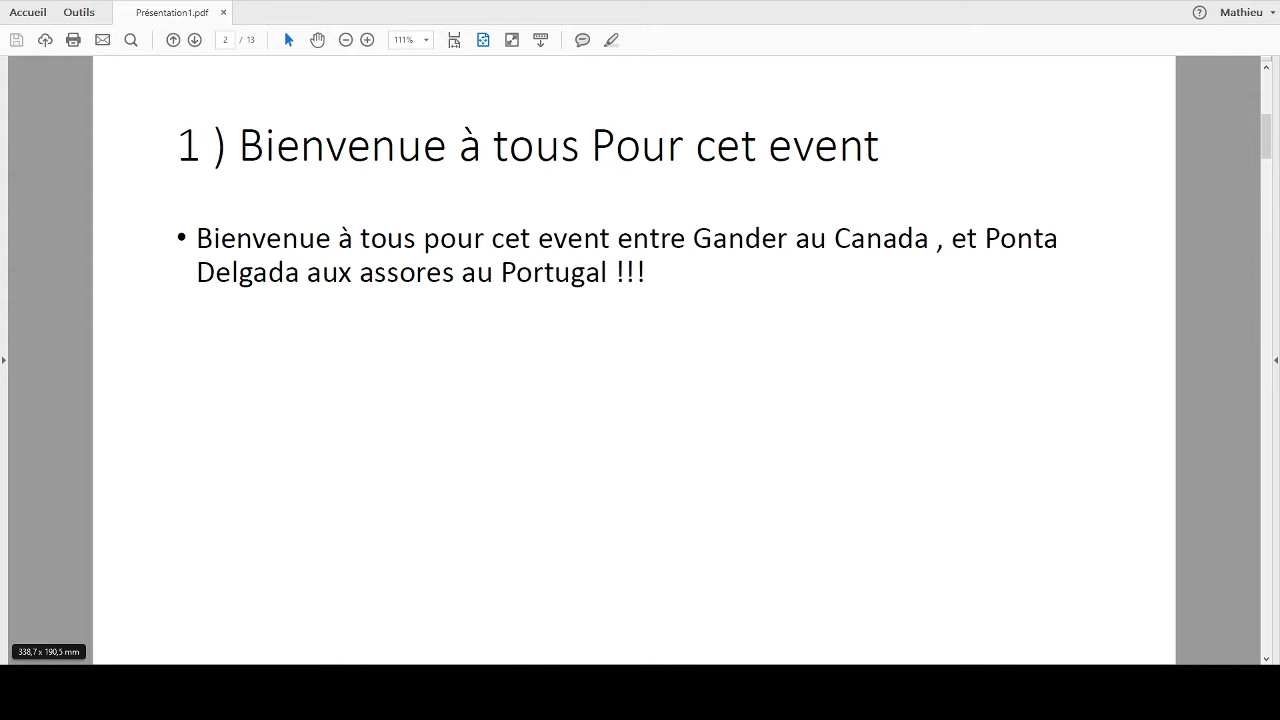 Accueil Outils Présentation1.pdf × ? Mathieu
2 / 13 111%
1 ) Bienvenue à tous Pour cet event
• Bienvenue à tous pour cet event entre Gander au Canada , et Ponta
Delgada aux assores au Portugal !!!
338,7 x 190,5 mm